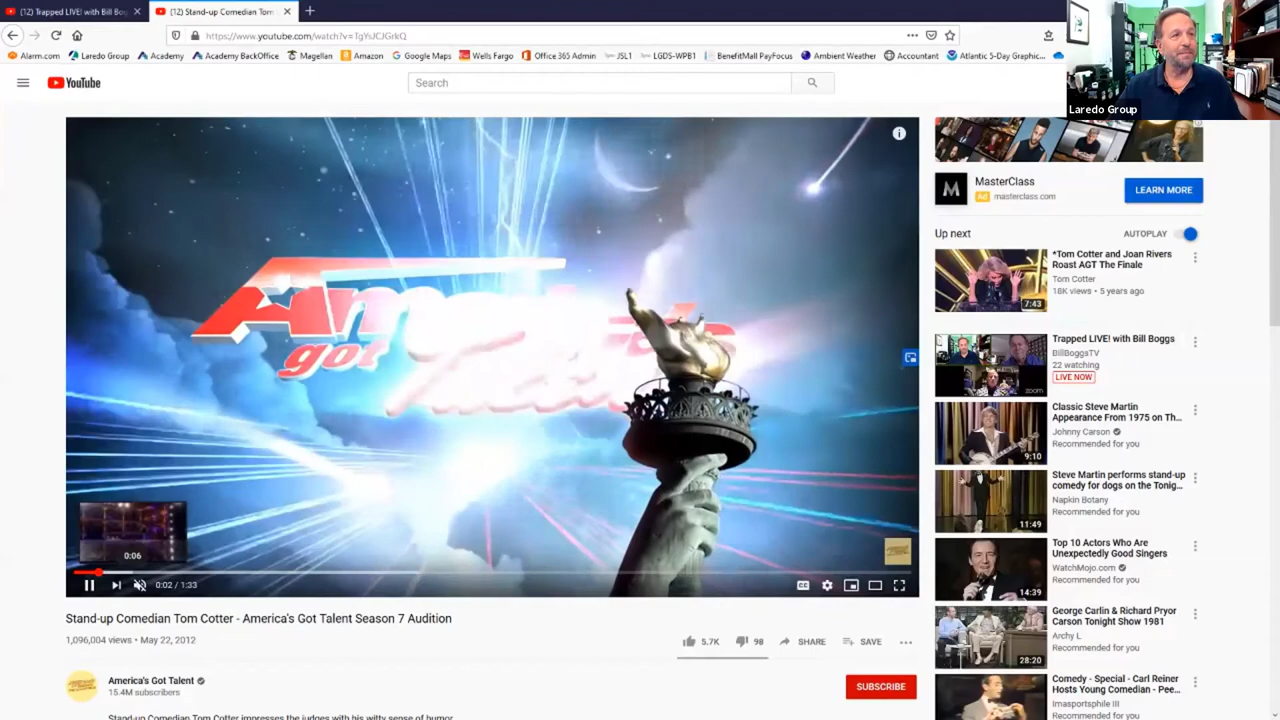 (12) Trapped LIVE! with Bill Bogg
(12) Stand-up Comedian Tom
https://www.youtube.com/watch?v=
Alarm.com Laredo Group Academy Academy BackOffice Magellan Amazon Google Maps Wells Fargo Office 365 Admin JSL1 LGDS-WPB1 BenefitMall PayFocus Ambient Weather Accountant Atlantic 5-Day Graphic...
Laredo Group
YouTube
Search
got
MasterClass
Ad masterclass.com
LEARN MORE
Up next
AUTOPLAY
*Tom Cotter and Joan Rivers
Roast AGT The Finale
Tom Cotter
18K views • 5 years ago
7:43
Trapped LIVE! with Bill Boggs
BillBoggsTV
22 watching
LIVE NOW
zoom
Classic Steve Martin
Appearance From 1975 on Th...
Johnny Carson
Recommended for you
9:10
Steve Martin performs stand-up
comedy for dogs on the Tonig...
Napkin Botany
Recommended for you
11:49
Top 10 Actors Who Are
Unexpectedly Good Singers
WatchMojo.com
Recommended for you
14:39
George Carlin & Richard Pryor
Carson Tonight Show 1981
Archy L
Recommended for you
28:20
Comedy - Special - Carl Reiner
Hosts Young Comedian - Pee...
Imasportsphile III
Recommended for you
0:06
0:02 / 1:33
CC
Stand-up Comedian Tom Cotter - America's Got Talent Season 7 Audition
1,096,004 views • May 22, 2012
5.7K 98 SHARE SAVE
America's Got Talent
15.4M subscribers
SUBSCRIBE
Stand-up Comedian Tom Cotter impresses the judges with his witty sense of humor